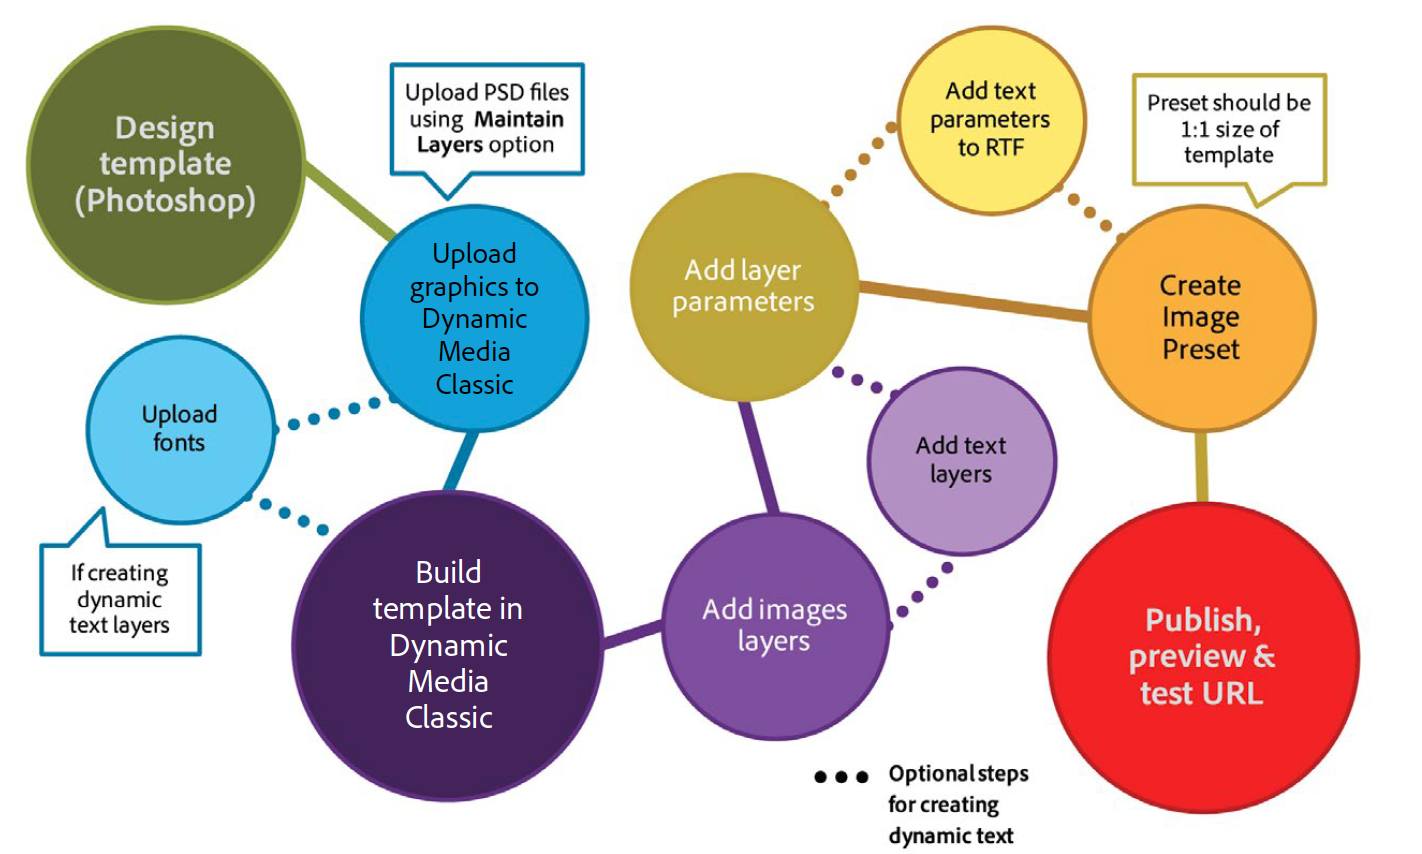 Design
template
(Photoshop)
Upload PSD files
using Maintain
Layers option
Upload
graphics to
Dynamic
Media
Classic
Upload
fonts
If creating
dynamic
text layers
Build
template in
Dynamic
Media
Classic
Add images
layers
Add text
layers
Add layer
parameters
Add text
parameters
to RTF
Preset should be
1:1 size of
template
Create
Image
Preset
Publish,
preview &
test URL
Optional steps
for creating
dynamic text